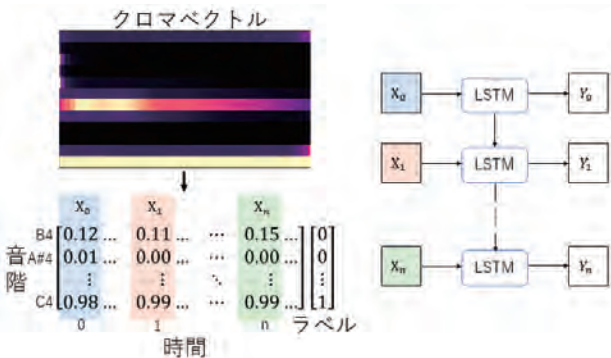 クロマベクトル
X₀ X₁ Xₙ
B4 0.12 ... 0.11 ... ⋯ 0.15 ... 0
A#4 0.01 ... 0.00 ... ⋯ 0.00 ... 0
⋮ ⋮ ⋱ ⋮ ⋮
C4 0.98 ... 0.99 ... ⋯ 0.99 ... 1
音階
0 1 n ラベル
時間
X₀ LSTM Y₀
X₁ LSTM Y₁
Xₙ LSTM Yₙ